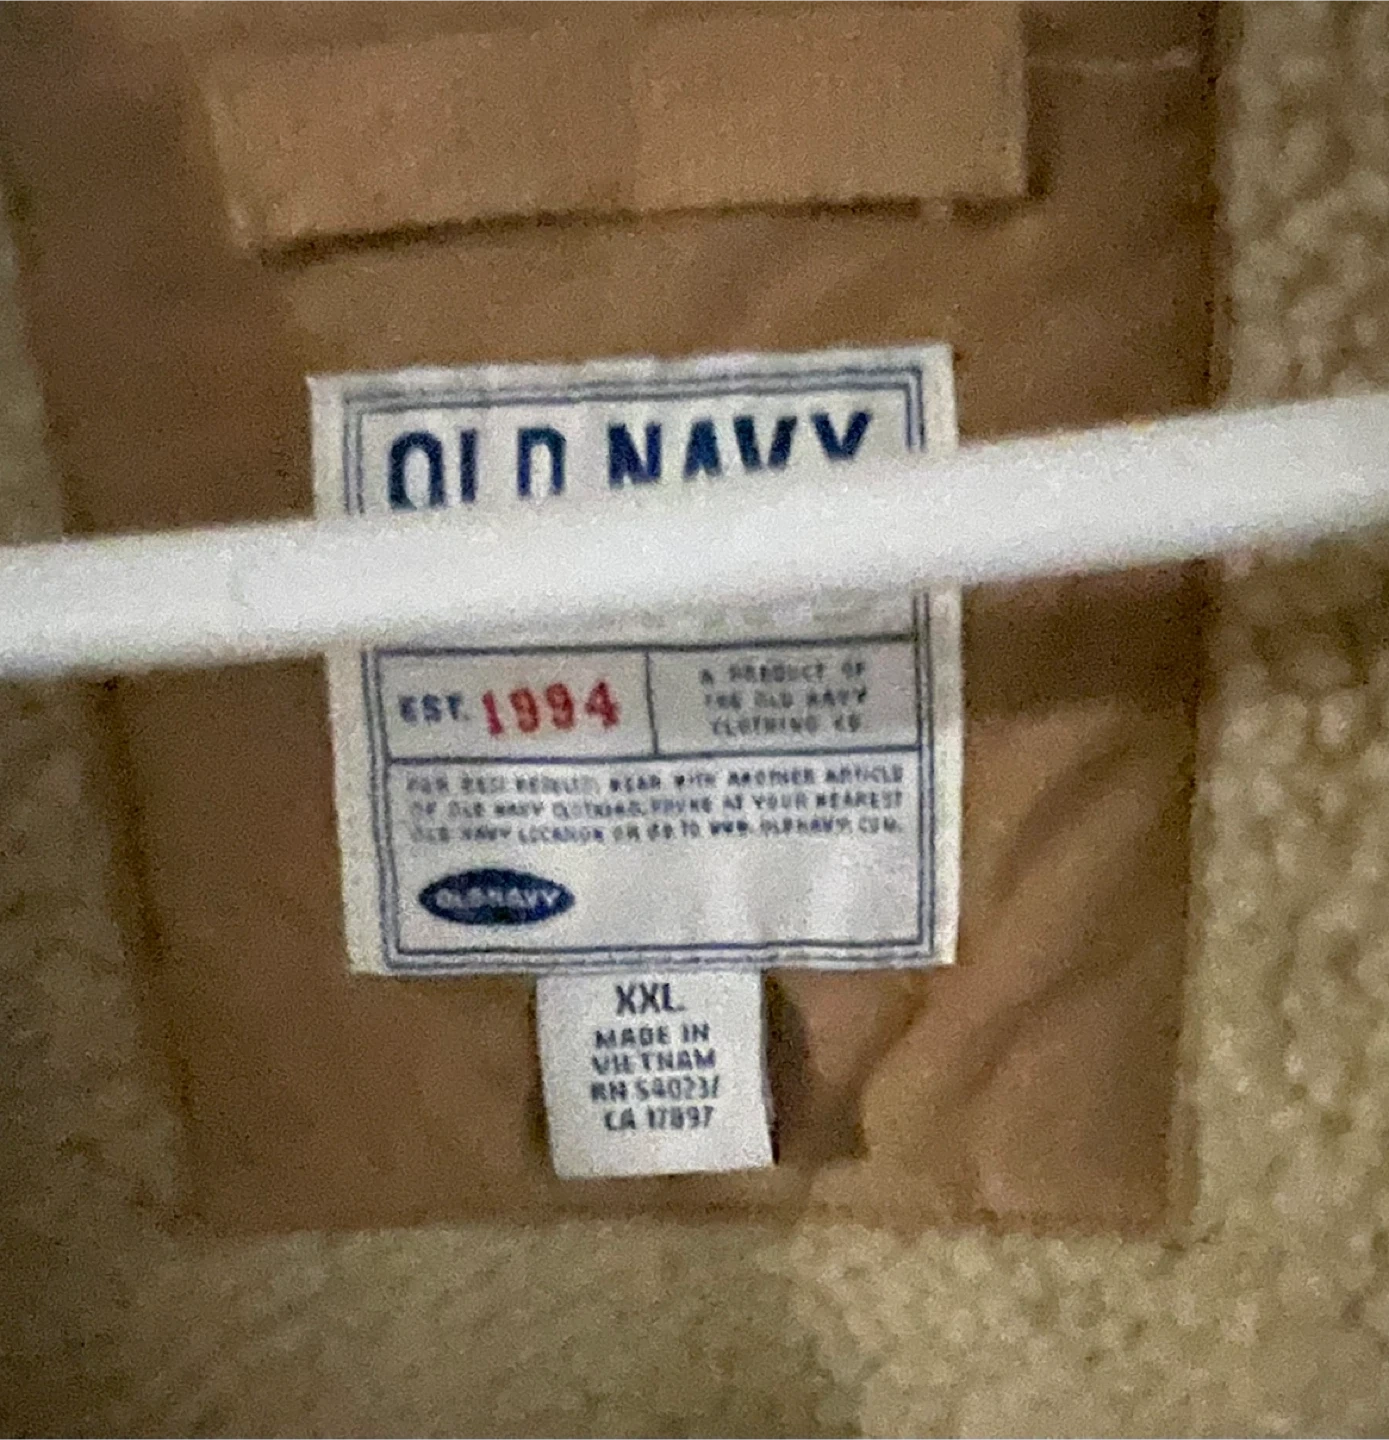 OLD NAVY
EST. 1994
A PRODUCT OF
THE OLD NAVY
CLOTHING CO.
FOR BEST RESULTS, WEAR WITH ANOTHER ARTICLE
OF OLD NAVY CLOTHING. FOUND AT YOUR NEAREST
OLD NAVY LOCATION OR GO TO WWW.OLDNAVY.COM.
OLD NAVY
XXL
MADE IN
VIETNAM
RN 54023/
CA 17897